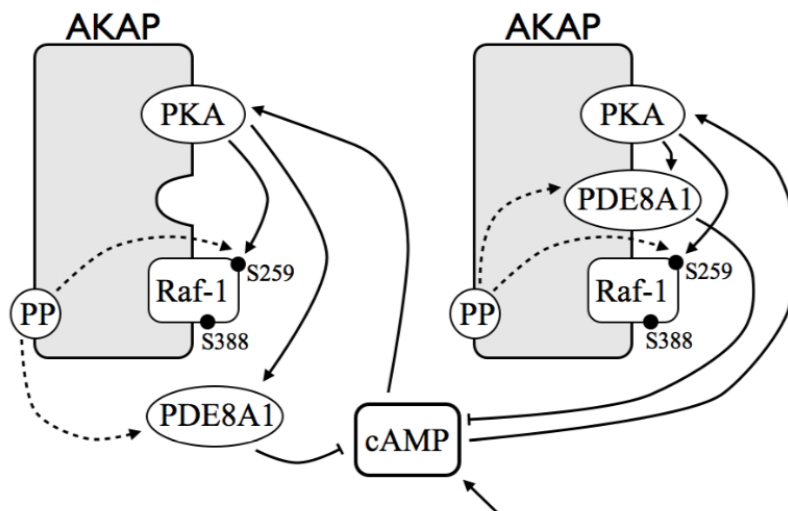 AKAP
PKA
Raf-1
S259
PP
S388
PDE8A1
cAMP
AKAP
PKA
PDE8A1
Raf-1
S259
PP
S388